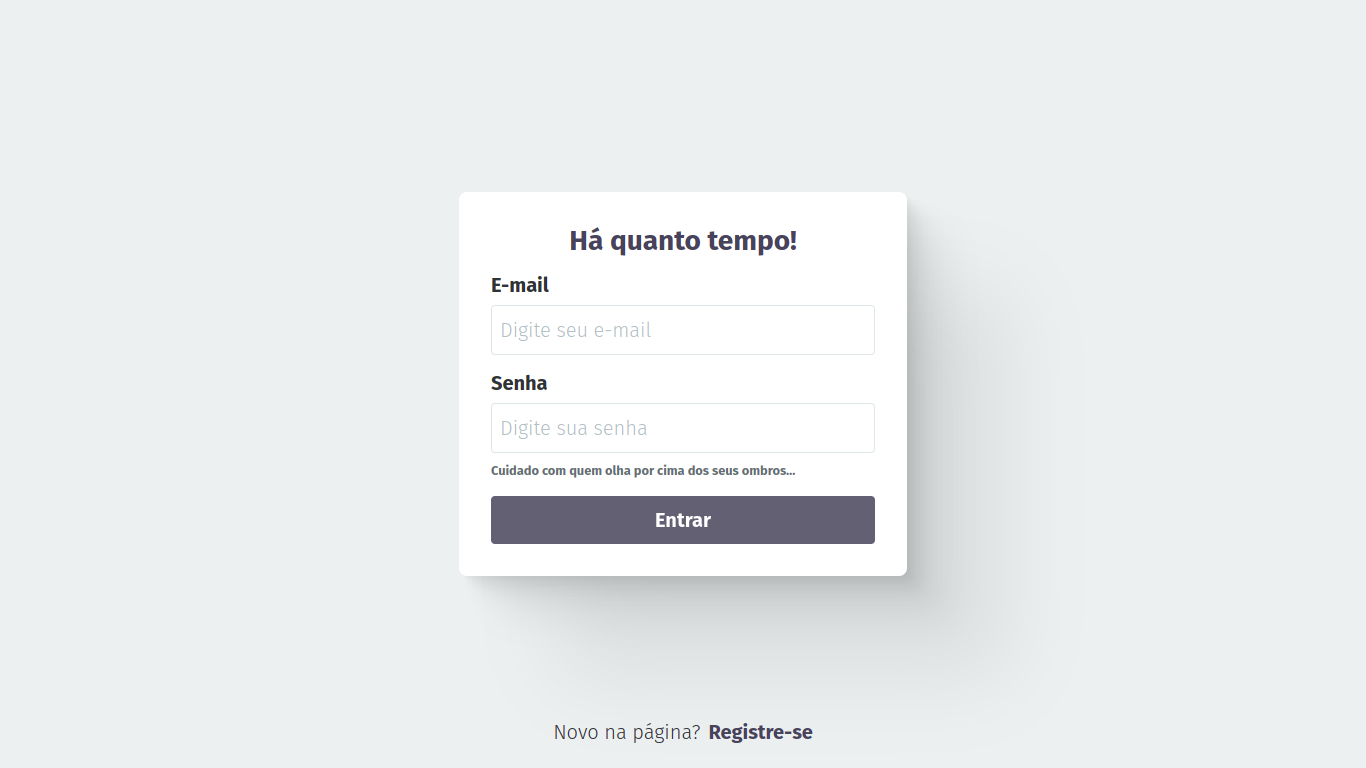 Há quanto tempo!
E-mail
Digite seu e-mail
Senha
Digite sua senha
Cuidado com quem olha por cima dos seus ombros...
Entrar
Novo na página? Registre-se